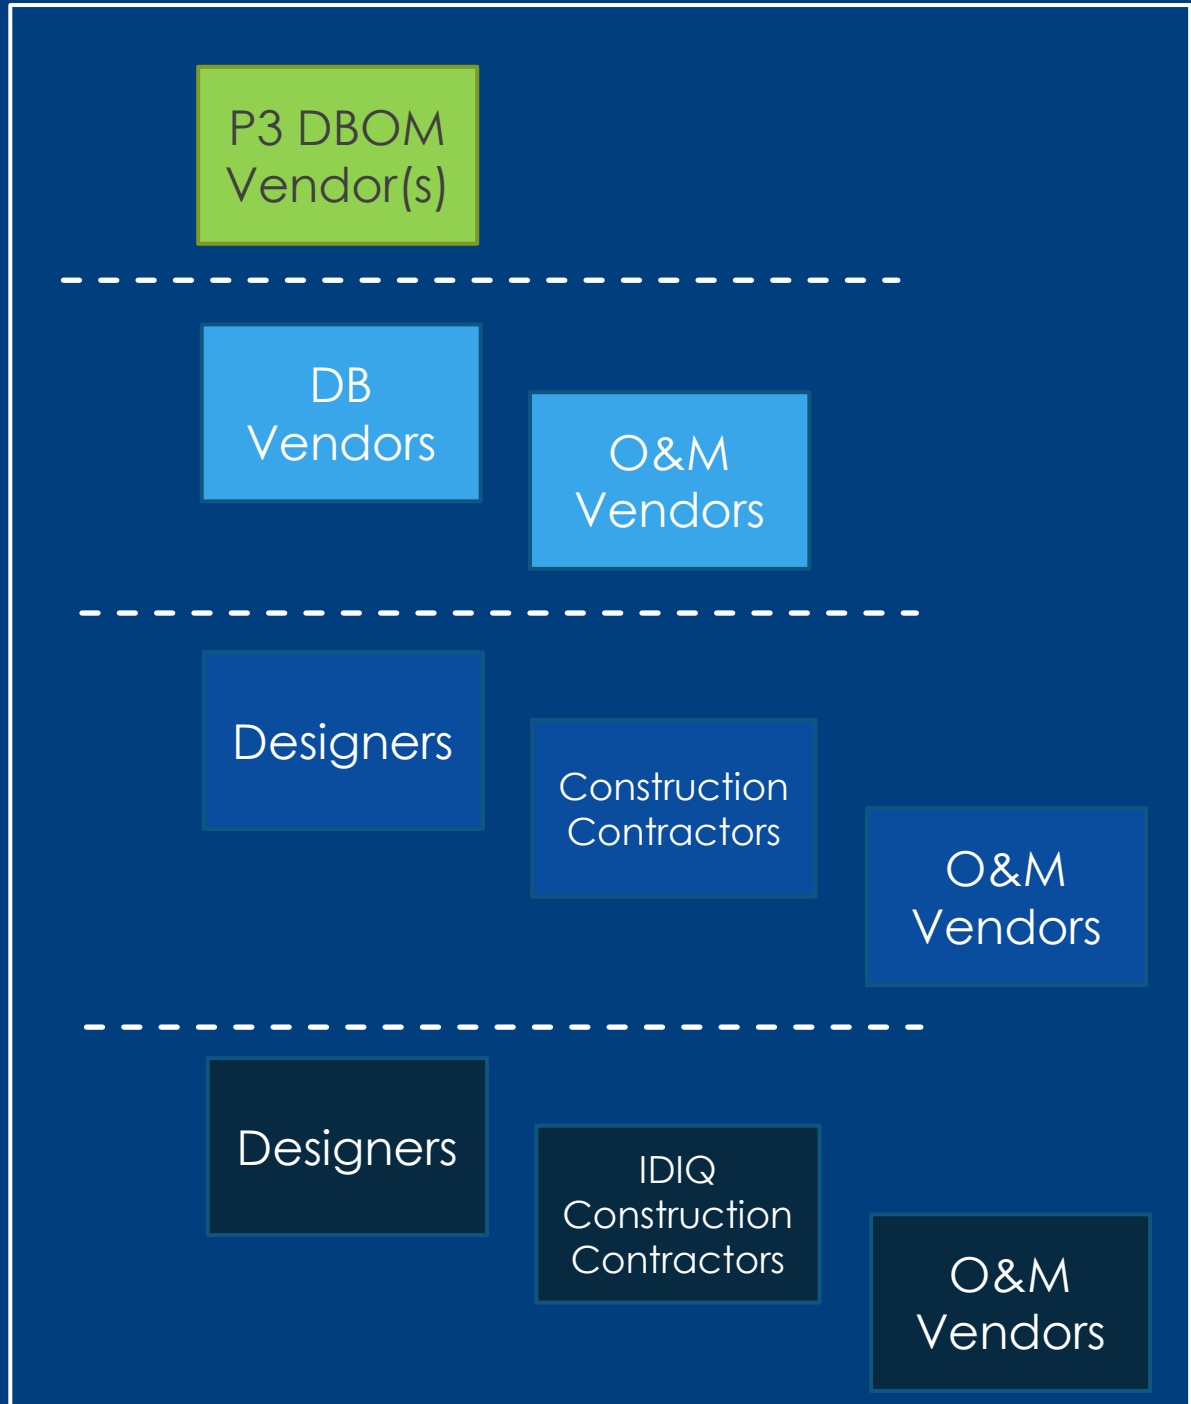 P3 DBOM
Vendor(s)
DB
Vendors
O&M
Vendors
Designers
Construction
Contractors
O&M
Vendors
Designers
IDIQ
Construction
Contractors
O&M
Vendors